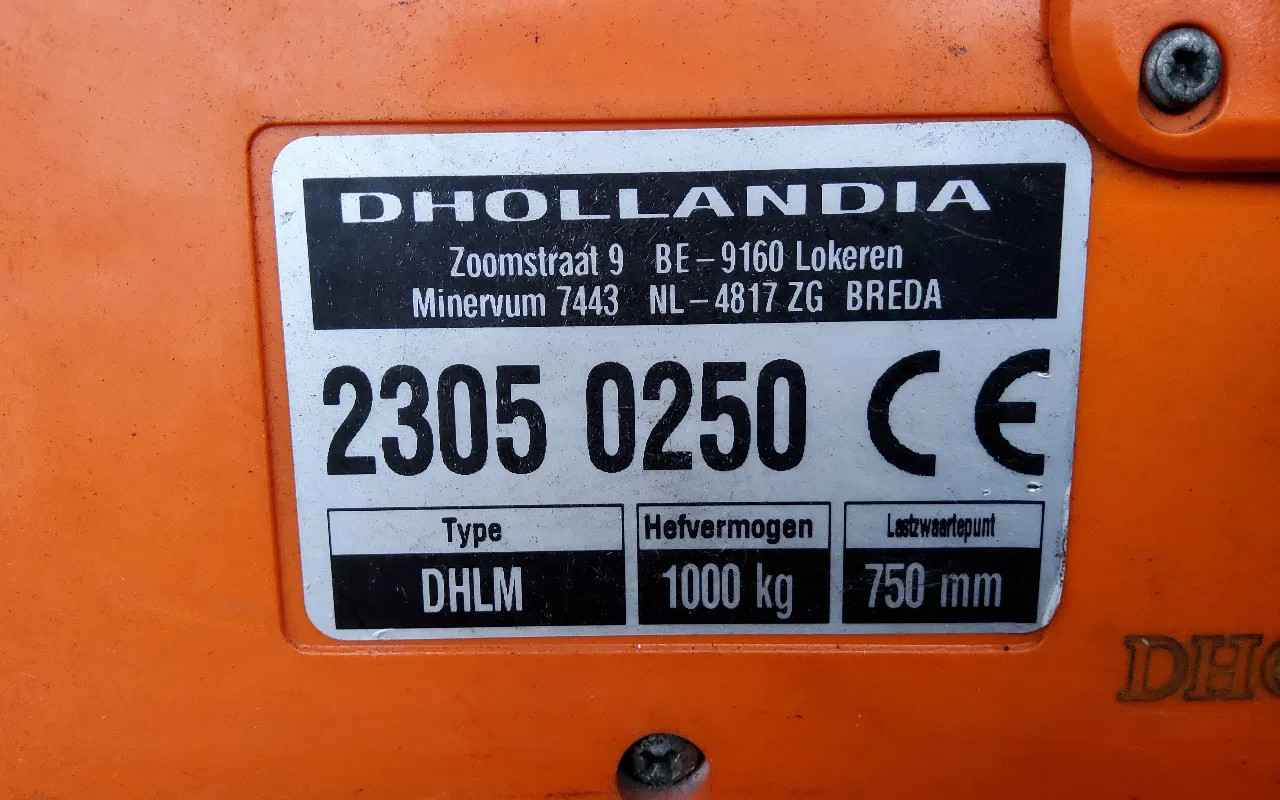 DHOLLANDIA
Zoomstraat 9 BE – 9160 Lokeren
Minervum 7443 NL – 4817 ZG BREDA
2305 0250 CE
Type Hefvermogen Lastzwaartepunt
DHLM 1000 kg 750 mm
DH